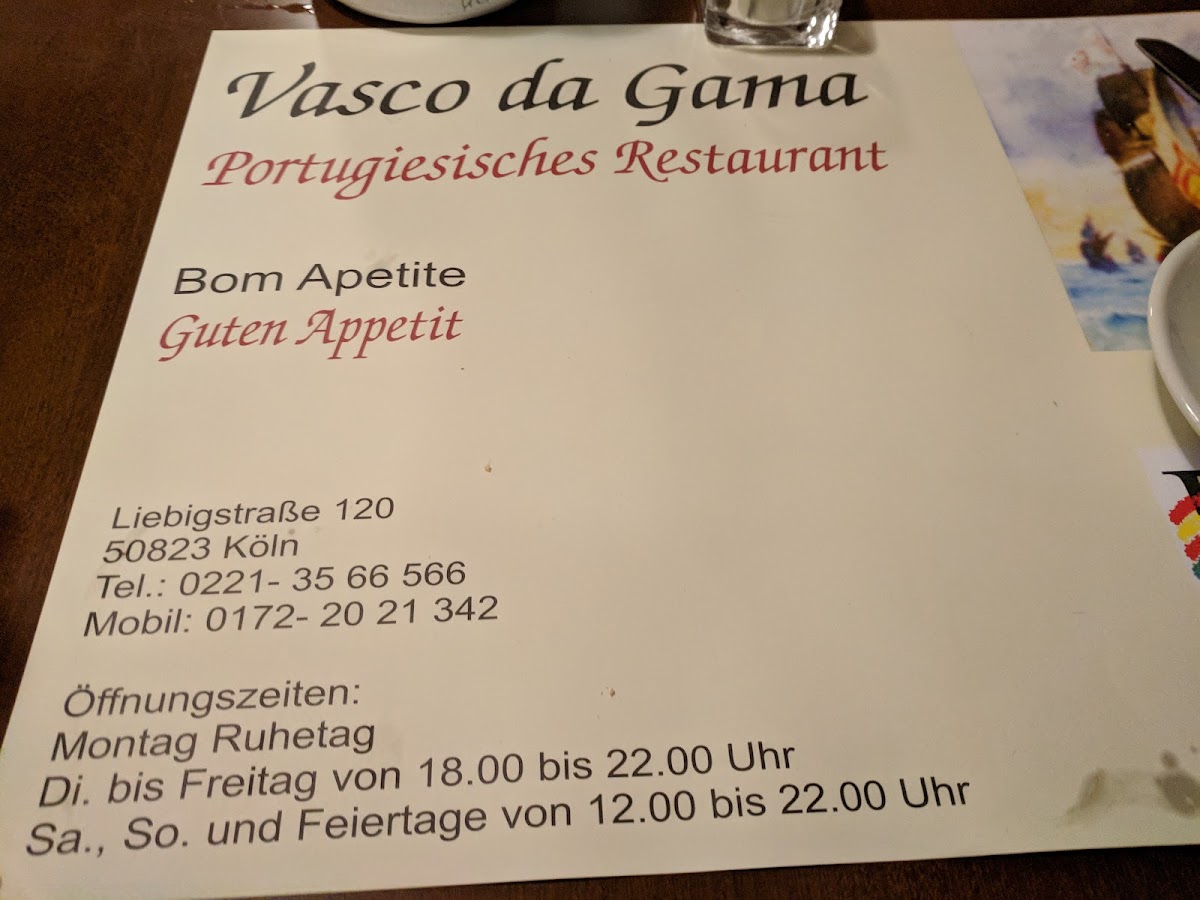 Vasco da Gama
Portugiesisches Restaurant
Bom Apetite
Guten Appetit
Liebigstraße 120
50823 Köln
Tel.: 0221- 35 66 566
Mobil: 0172- 20 21 342
Öffnungszeiten:
Montag Ruhetag
Di. bis Freitag von 18.00 bis 22.00 Uhr
Sa., So. und Feiertage von 12.00 bis 22.00 Uhr